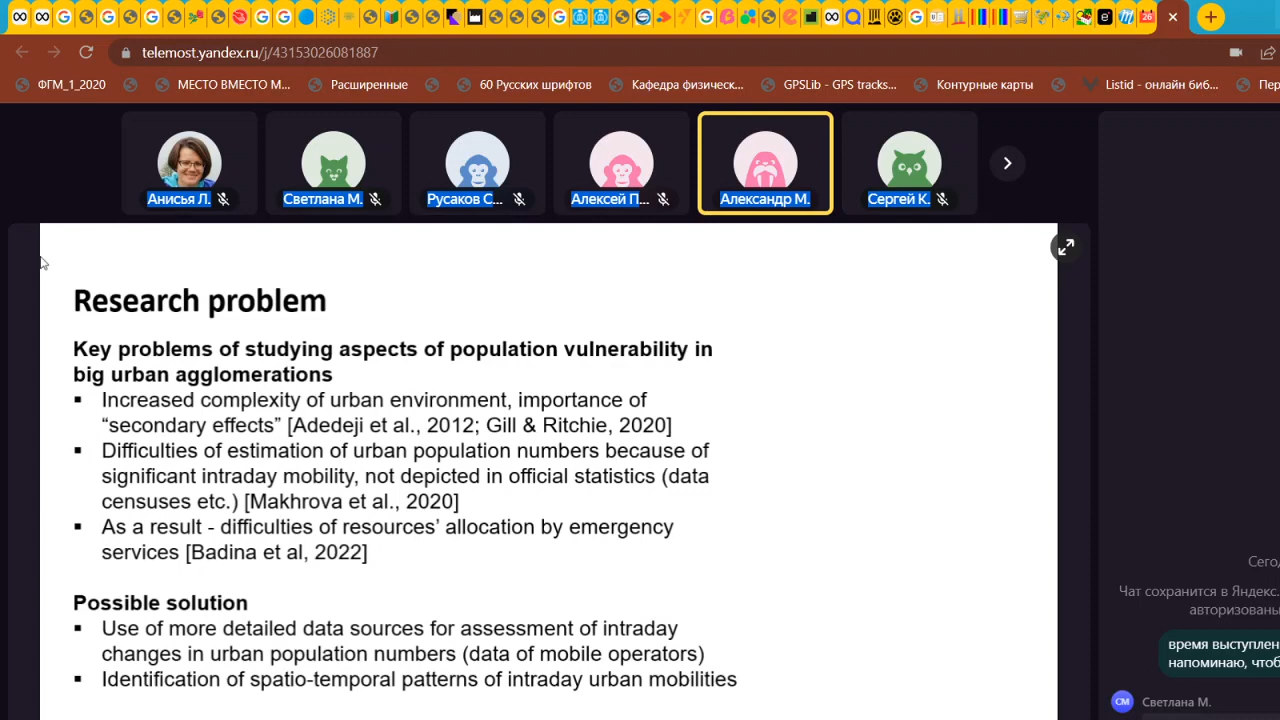 26
telemost.yandex.ru/j/43153026081887
ФГМ_1_2020
МЕСТО ВМЕСТО М...
Расширенные
60 Русских шрифтов
Кафедра физическ...
GPSLib - GPS tracks...
Контурные карты
Listid - онлайн биб...
Пер
Анисья Л.
Светлана М.
Русаков С...
Алексей П...
Александр М.
Сергей К.
Research problem
Key problems of studying aspects of population vulnerability in
big urban agglomerations
▪ Increased complexity of urban environment, importance of
“secondary effects” [Adedeji et al., 2012; Gill & Ritchie, 2020]
▪ Difficulties of estimation of urban population numbers because of
significant intraday mobility, not depicted in official statistics (data
censuses etc.) [Makhrova et al., 2020]
▪ As a result - difficulties of resources’ allocation by emergency
services [Badina et al, 2022]
Possible solution
▪ Use of more detailed data sources for assessment of intraday
changes in urban population numbers (data of mobile operators)
▪ Identification of spatio-temporal patterns of intraday urban mobilities
Сего
Чат сохранится в Яндекс.
авторизованы
время выступлен
напоминаю, чтоб
СМ
Светлана М.